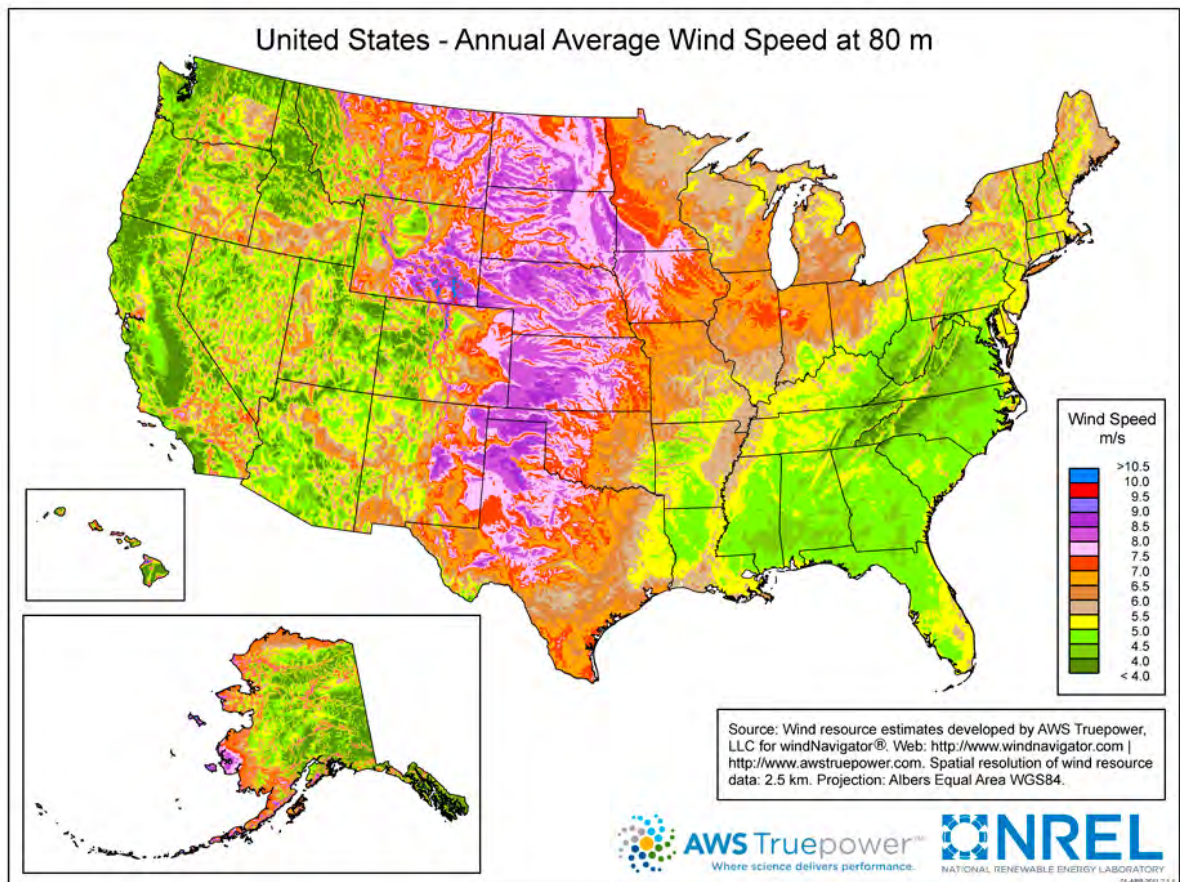 United States - Annual Average Wind Speed at 80 m
Wind Speed
m/s
>10.5
10.0
9.5
9.0
8.5
8.0
7.5
7.0
6.5
6.0
5.5
5.0
4.5
4.0
< 4.0
Source: Wind resource estimates developed by AWS Truepower,
LLC for windNavigator®. Web: http://www.windnavigator.com |
http://www.awstruepower.com. Spatial resolution of wind resource
data: 2.5 km. Projection: Albers Equal Area WGS84.
AWS Truepower™
Where science delivers performance.
NREL
NATIONAL RENEWABLE ENERGY LABORATORY